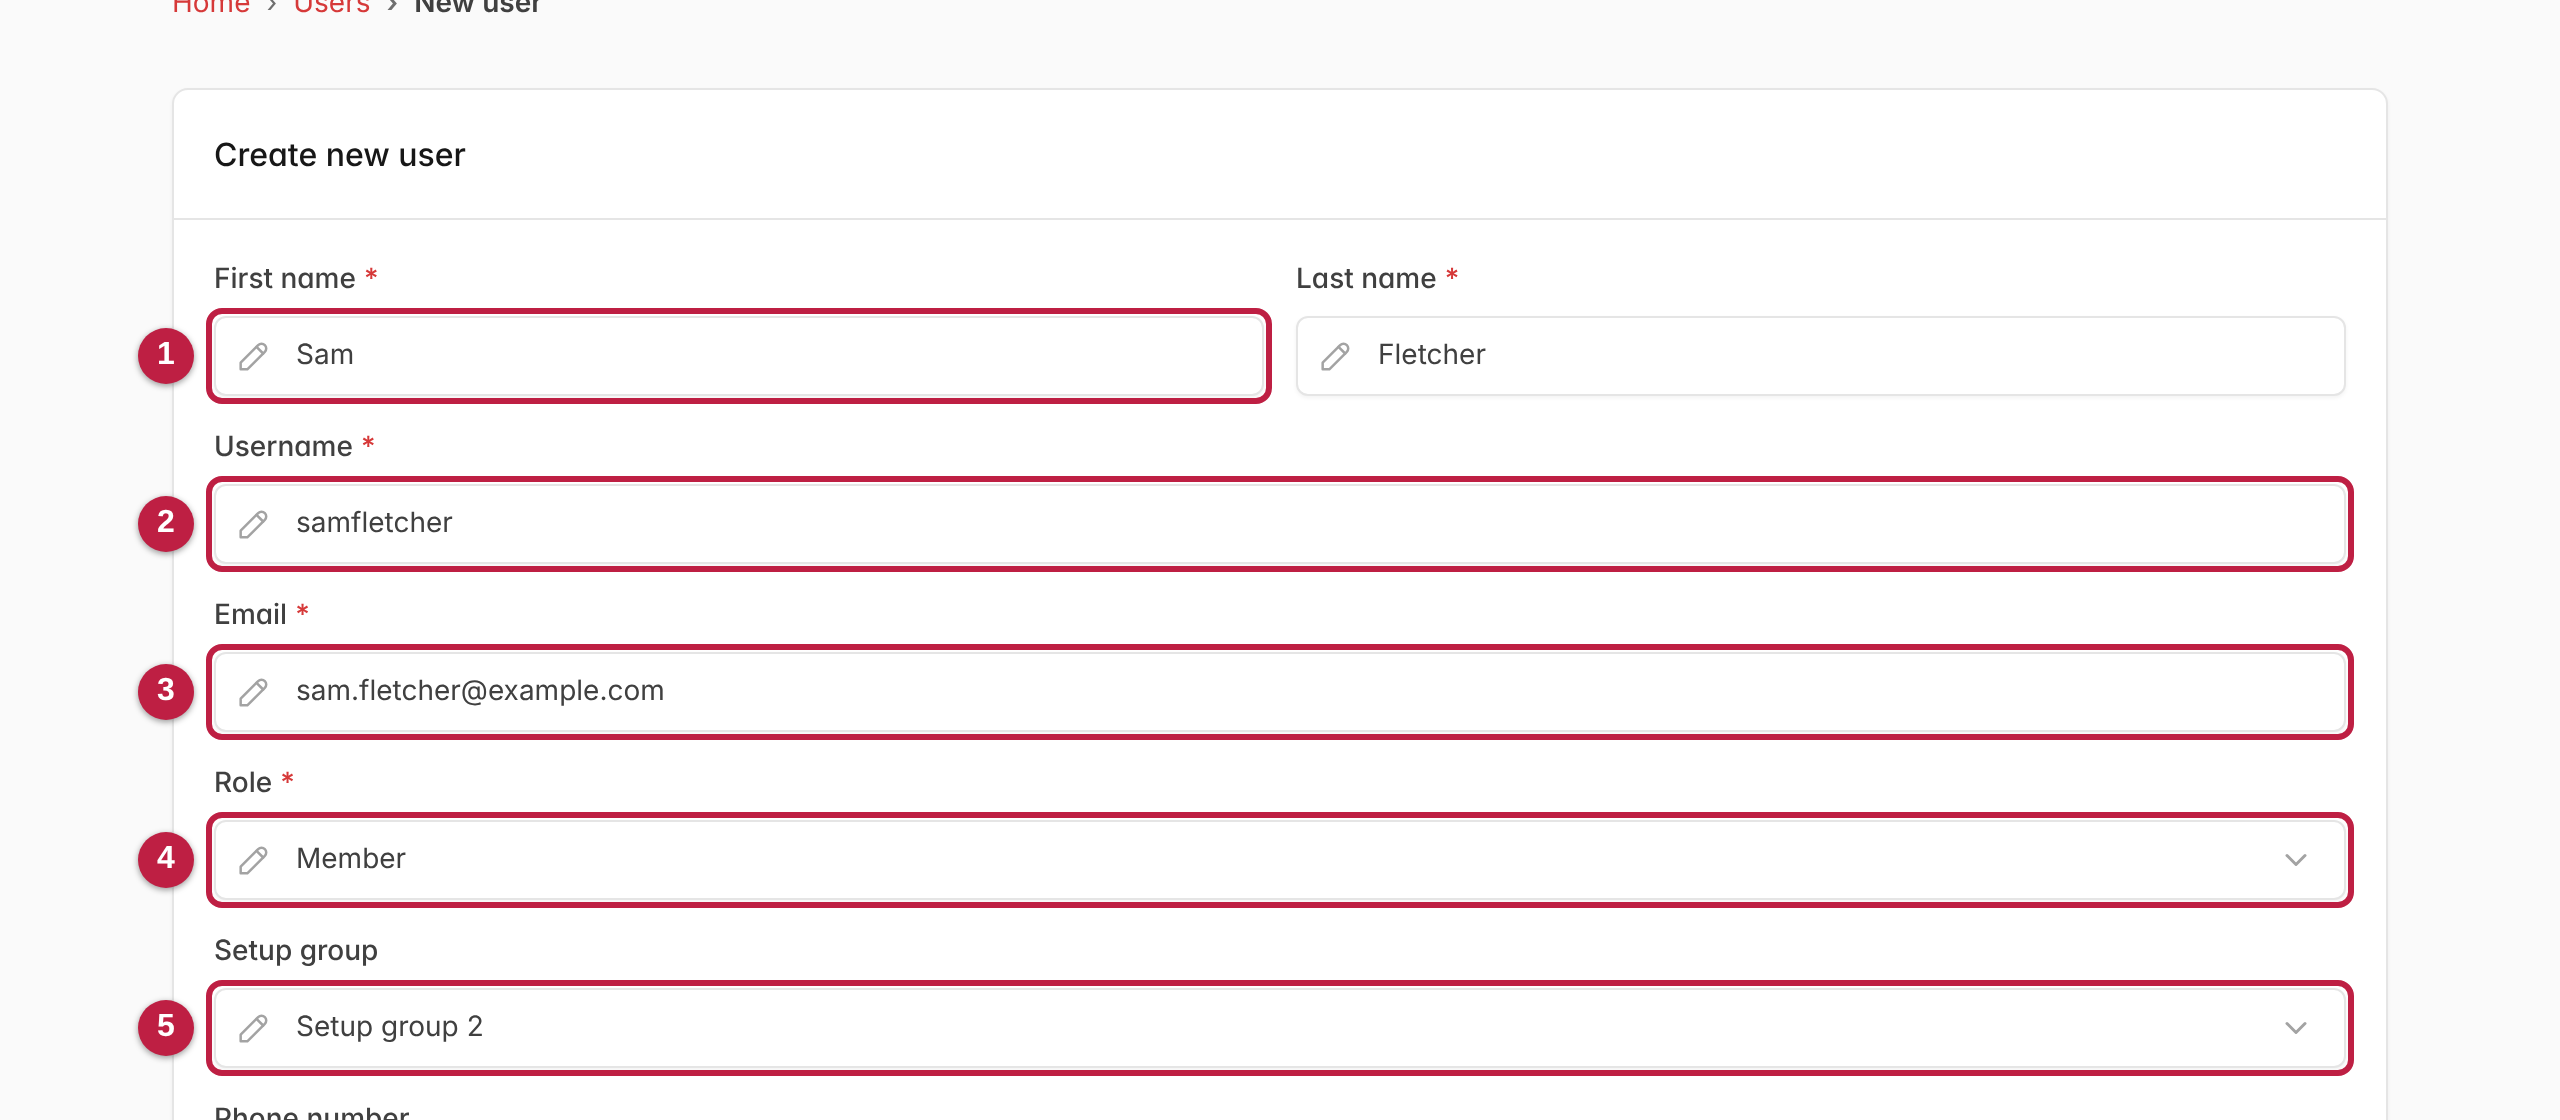 Home › Users › New user
Create new user
First name *
Last name *
1
Sam
Fletcher
Username *
2
samfletcher
Email *
3
sam.fletcher@example.com
Role *
4
Member
Setup group
5
Setup group 2
Phone number